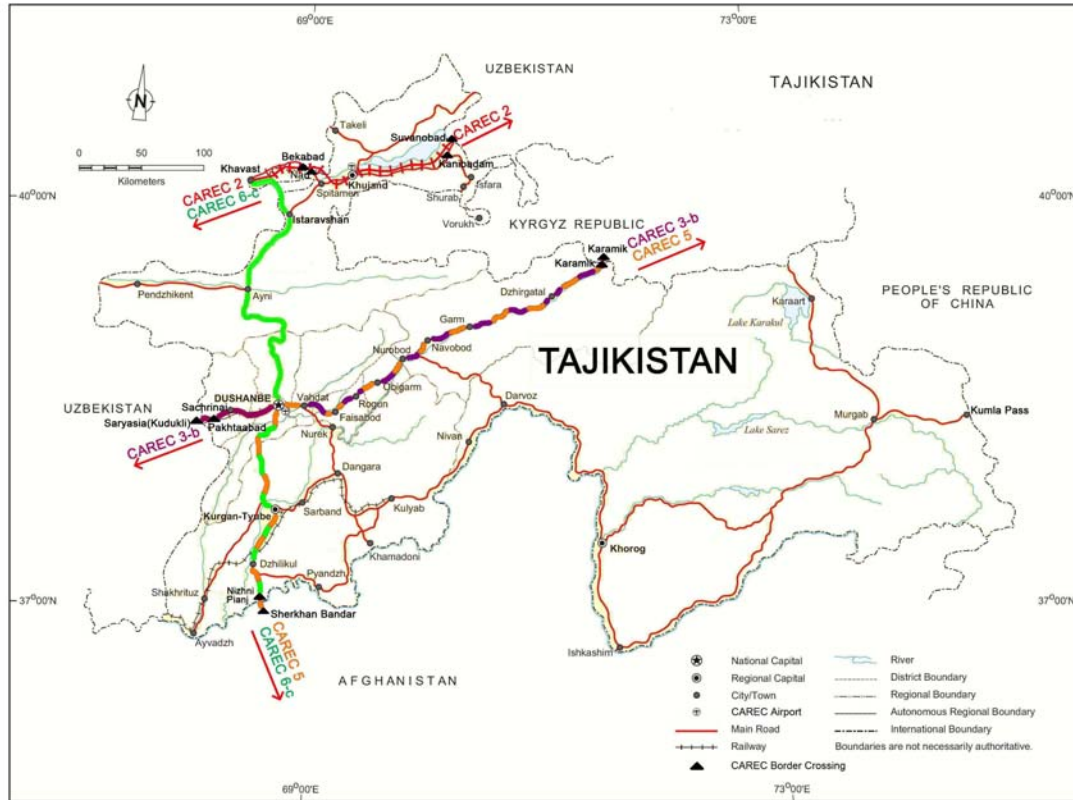 69°00'E
73°00'E
UZBEKISTAN
TAJIKISTAN
N
Takeli
Suvanobad
CAREC 2
0 50 100
Kilometers
Bekabad
Khavast
Nau
Kanibadam
Khujand
Isfara
Spitamen
Shurab
40°00'N
40°00'N
CAREC 2
CAREC 6-c
Istaravshan
Vorukh
KYRGYZ REPUBLIC
CAREC 3-b
CAREC 5
Karamik
Karamik
Pendzhikent
Ayni
Dzhirgatal
Karaart
PEOPLE'S REPUBLIC
OF CHINA
Lake Karakul
Garm
Navobod
Nurobod
TAJIKISTAN
Obigarm
DUSHANBE
Vahdat
Rogun
Sachrinai
UZBEKISTAN
Saryasia(Kudukli)
Pakhtaabad
Faisabod
Darvoz
Murgab
Kumla Pass
CAREC 3-b
Nurek
Nivan
Lake Sarez
Dangara
Kurgan-Tyube
Sarband
Kulyab
Khamadoni
Khorog
Dzhilikul
Pyandzh
Shakhrituz
Nizhni
Pianj
37°00'N
37°00'N
Sherkhan Bandar
Ayvadzh
CAREC 5
CAREC 6-c
Ishkashim
AFGHANISTAN
National Capital
Regional Capital
City/Town
CAREC Airport
Main Road
Railway
CAREC Border Crossing
River
District Boundary
Regional Boundary
Autonomous Regional Boundary
International Boundary
Boundaries are not necessarily authoritative.
69°00'E
73°00'E